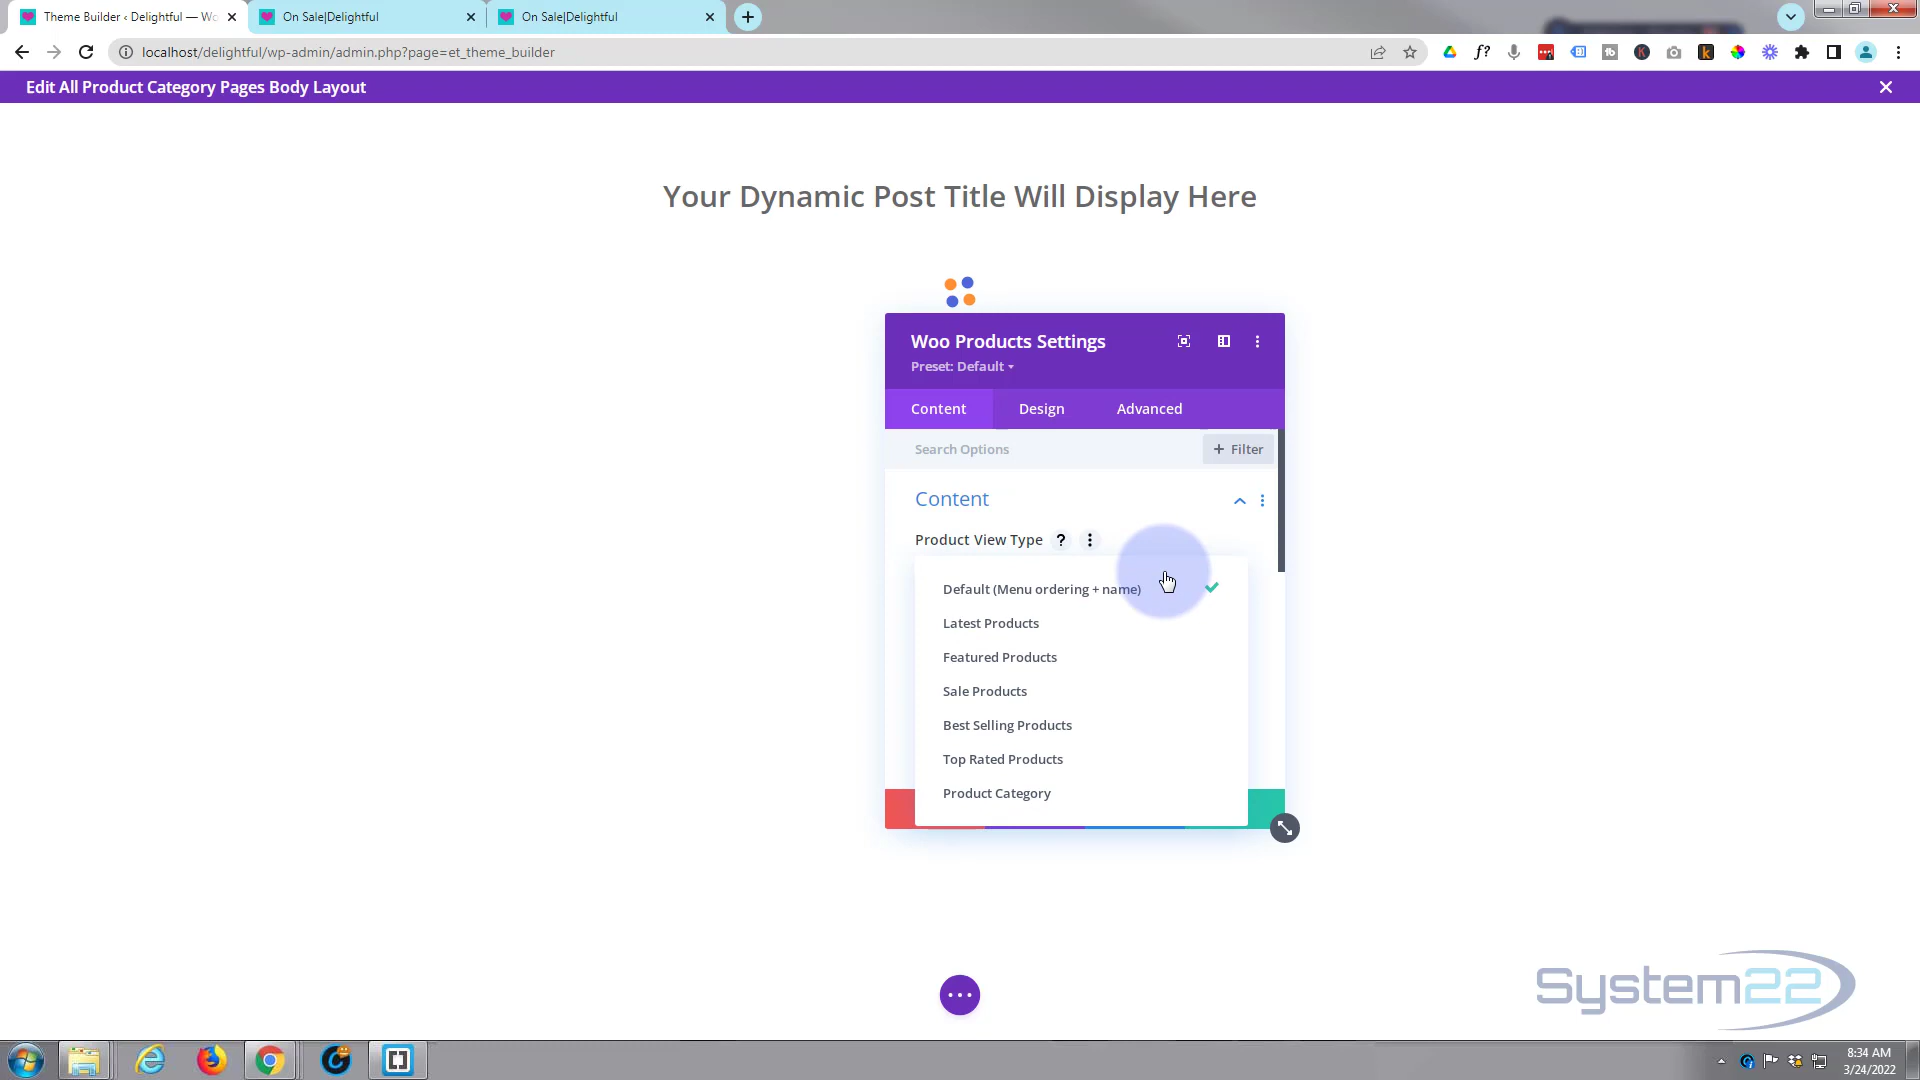 Theme Builder ‹ Delightful — Wo
On Sale|Delightful
On Sale|Delightful
localhost/delightful/wp-admin/admin.php?page=et_theme_builder
Edit All Product Category Pages Body Layout
Your Dynamic Post Title Will Display Here
Woo Products Settings
Preset: Default
Content
Design
Advanced
Search Options
+ Filter
Content
Product View Type ?
Default (Menu ordering + name)
Latest Products
Featured Products
Sale Products
Best Selling Products
Top Rated Products
Product Category
System22
8:34 AM
3/24/2022